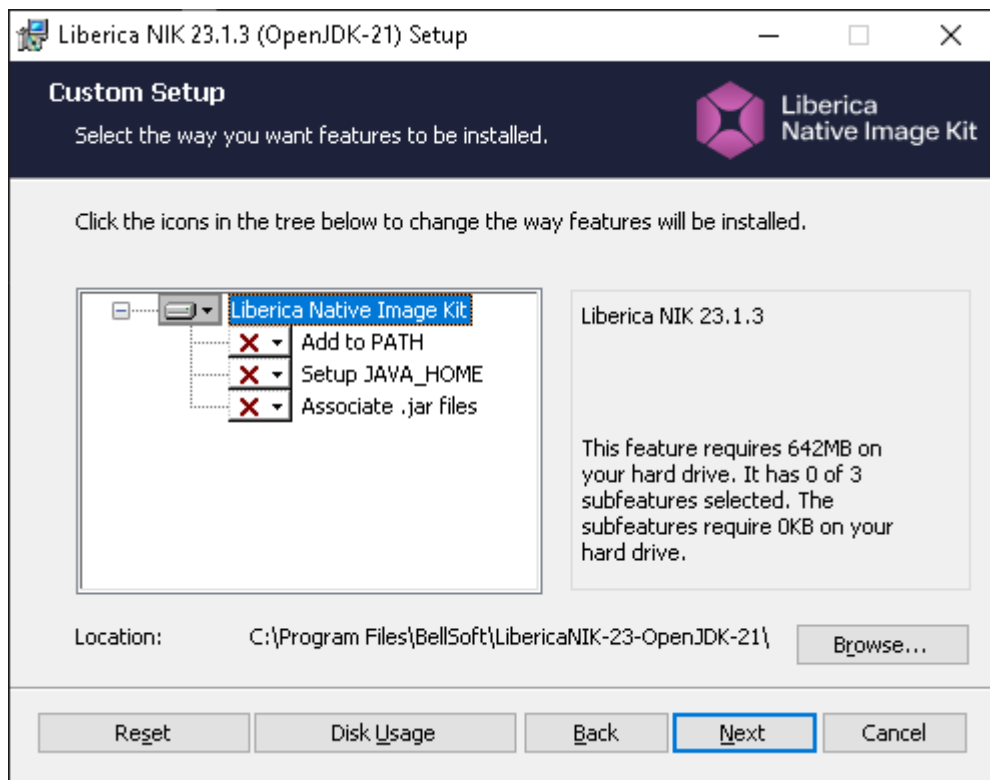 Liberica NIK 23.1.3 (OpenJDK-21) Setup
Custom Setup
Select the way you want features to be installed.
Liberica
Native Image Kit
Click the icons in the tree below to change the way features will be installed.
Liberica Native Image Kit
Add to PATH
Setup JAVA_HOME
Associate .jar files
Liberica NIK 23.1.3
This feature requires 642MB on
your hard drive. It has 0 of 3
subfeatures selected. The
subfeatures require 0KB on your
hard drive.
Location: C:\Program Files\BellSoft\LibericaNIK-23-OpenJDK-21\ Browse...
Reset Disk Usage Back Next Cancel